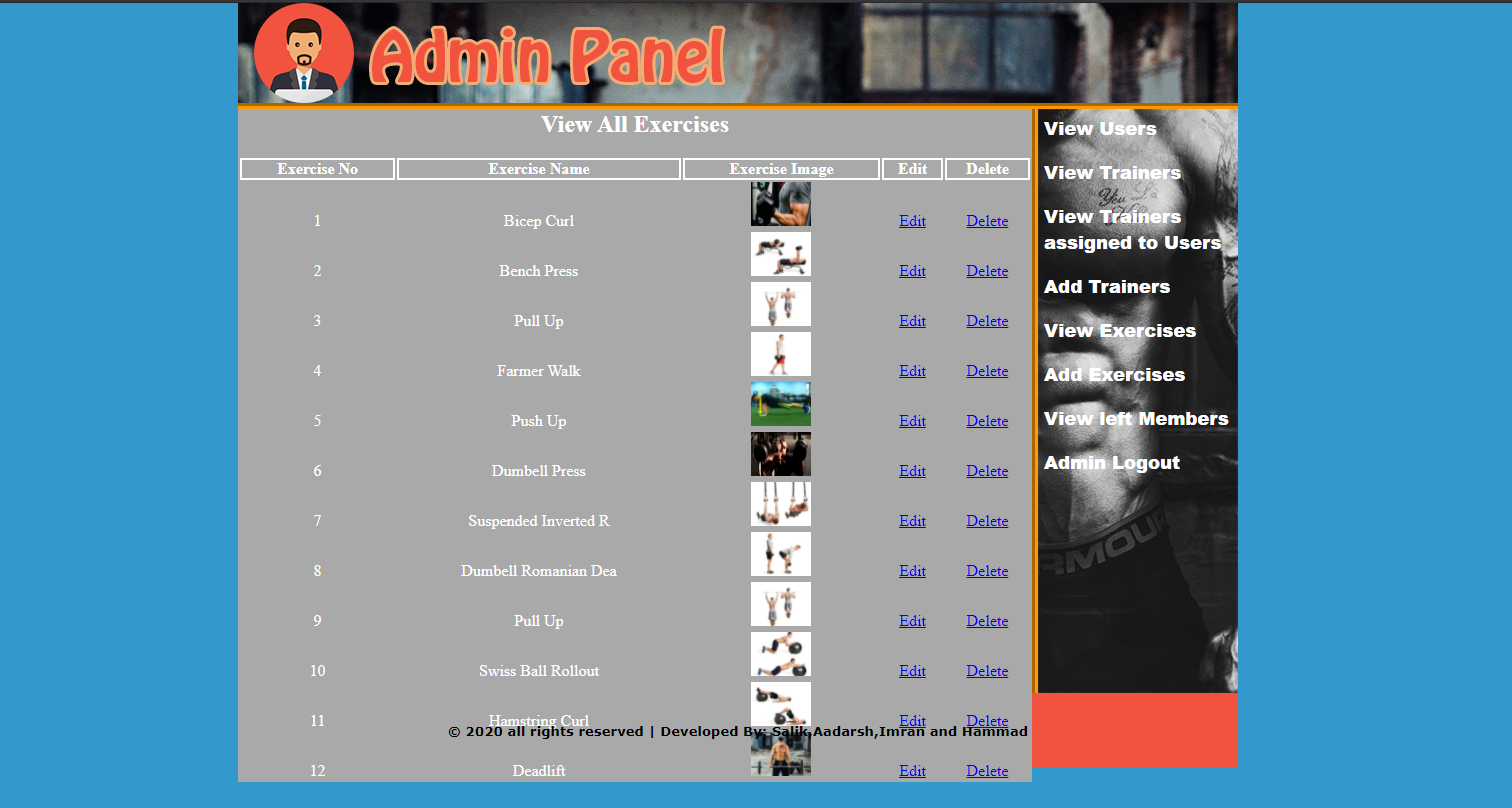 Admin Panel
View All Exercises
Exercise No Exercise Name Exercise Image Edit Delete
1 Bicep Curl Edit Delete
2 Bench Press Edit Delete
3 Pull Up Edit Delete
4 Farmer Walk Edit Delete
5 Push Up Edit Delete
6 Dumbell Press Edit Delete
7 Suspended Inverted R Edit Delete
8 Dumbell Romanian Dea Edit Delete
9 Pull Up Edit Delete
10 Swiss Ball Rollout Edit Delete
11 Hamstring Curl Edit Delete
© 2020 all rights reserved | Developed By: Salik,Aadarsh,Imran and Hammad
12 Deadlift Edit Delete
View Users
View Trainers
View Trainers
assigned to Users
Add Trainers
View Exercises
Add Exercises
View left Members
Admin Logout
RMOUR